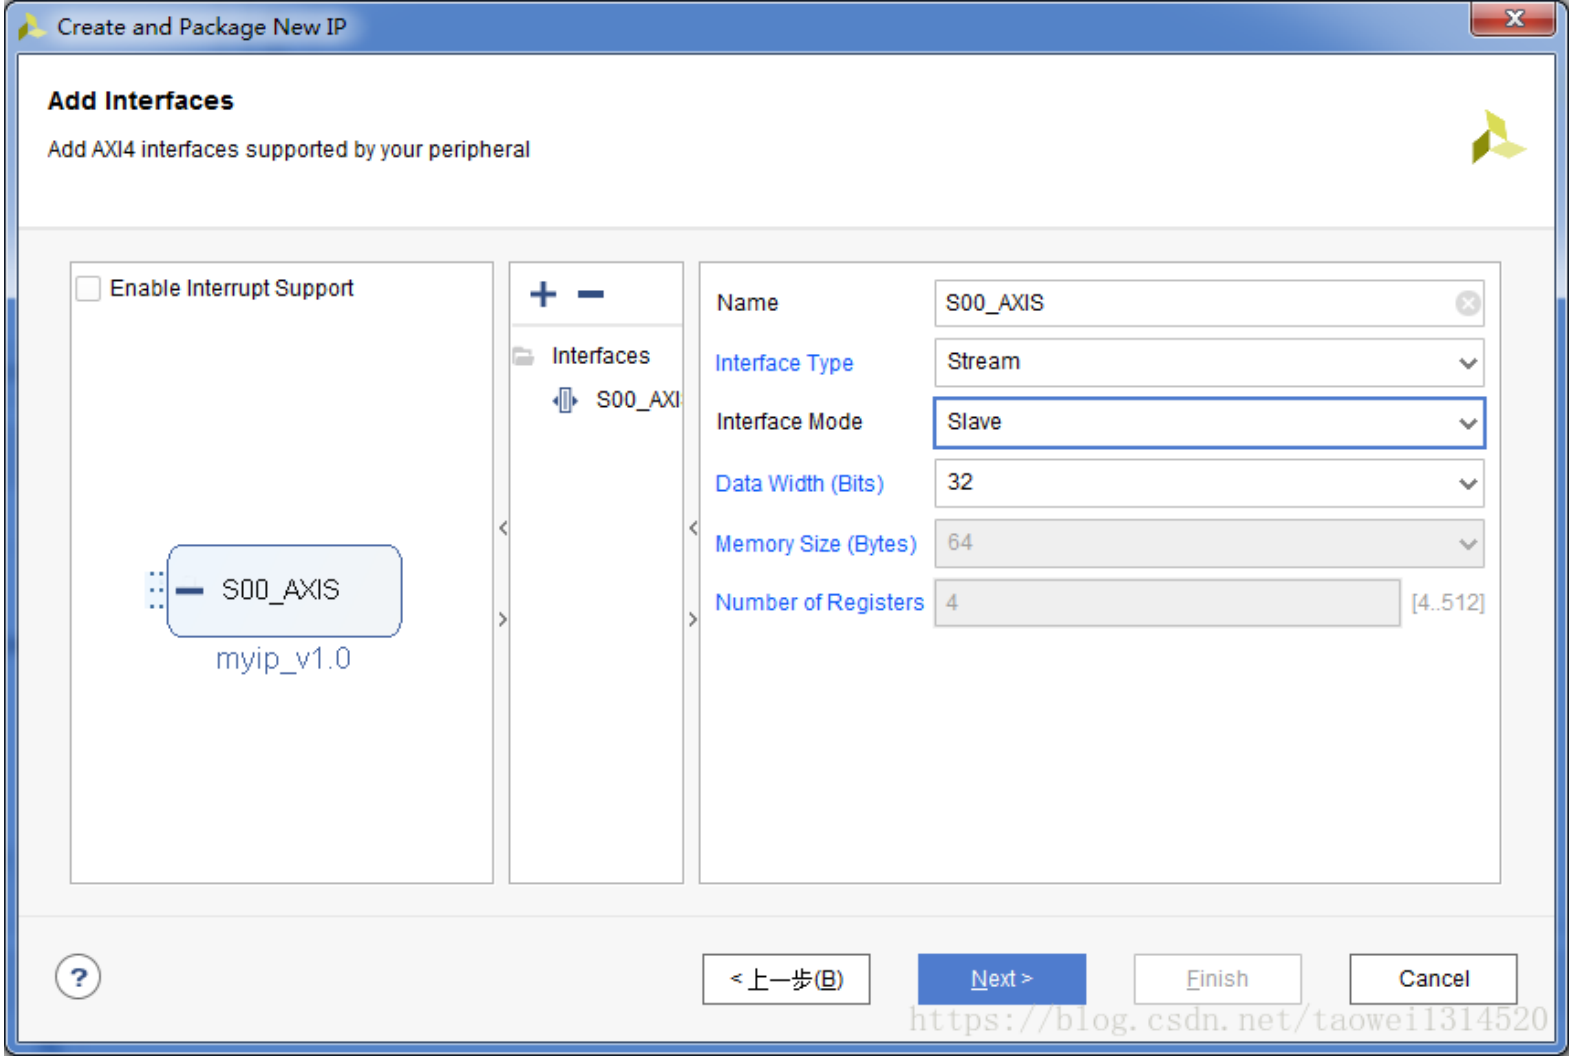 Create and Package New IP
Add Interfaces
Add AXI4 interfaces supported by your peripheral
Enable Interrupt Support
S00_AXIS
myip_v1.0
Interfaces
S00_AXI
Name
S00_AXIS
Interface Type
Stream
Interface Mode
Slave
Data Width (Bits)
32
Memory Size (Bytes)
64
Number of Registers
4
[4..512]
?
< 上一步(B)
Next >
Finish
Cancel
https://blog.csdn.net/taowei1314520